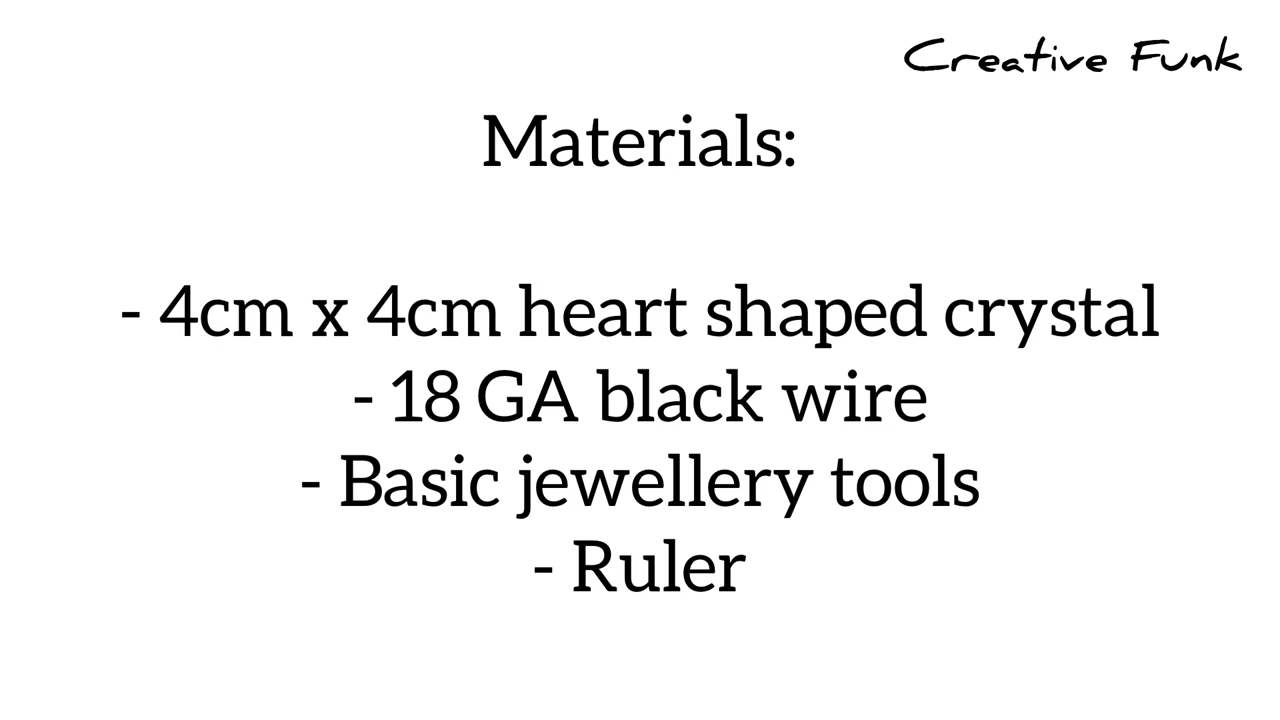 Creative Funk
Materials:
- 4cm x 4cm heart shaped crystal
- 18 GA black wire
- Basic jewellery tools
- Ruler